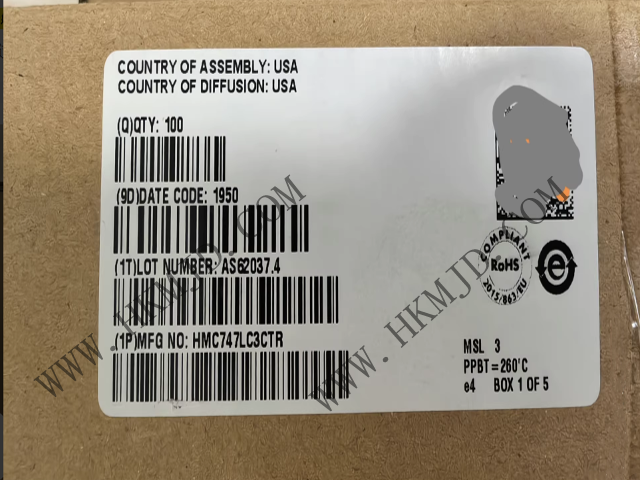 COUNTRY OF ASSEMBLY: USA
COUNTRY OF DIFFUSION: USA
(Q)QTY: 100
(9D)DATE CODE: 1950
(1T)LOT NUMBER: AS62037.4
(1P)MFG NO: HMC747LC3CTR
COMPLIANT
RoHS
2015/863/EU
e
MSL 3
PPBT=260°C
e4 BOX 1 OF 5
WWW.HKMJD.COM
WWW.HKMJD.COM